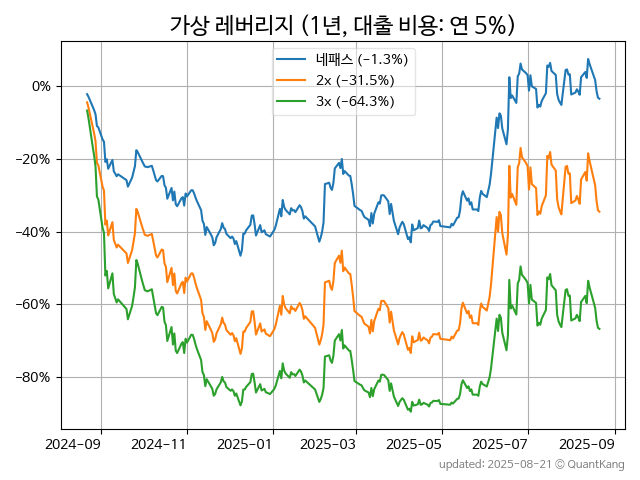 가상 레버리지 (1년, 대출 비용: 연 5%)
네패스 (−1.3%)
2x (−31.5%)
3x (−64.3%)
0%
−20%
−40%
−60%
−80%
2024-09 2024-11 2025-01 2025-03 2025-05 2025-07 2025-09
updated: 2025-08-21 © QuantKang